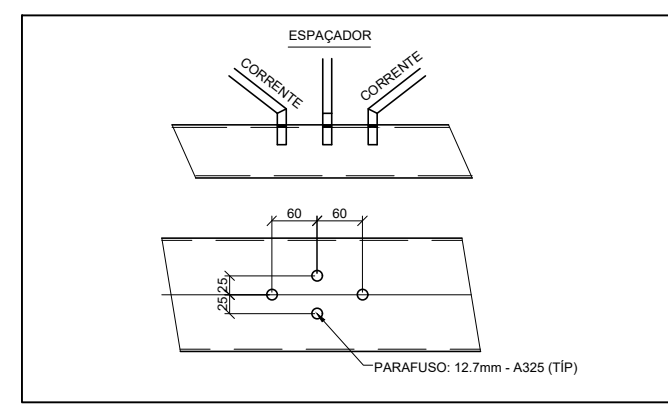 ESPAÇADOR
CORRENTE
CORRENTE
60
60
25
25
PARAFUSO: 12.7mm - A325 (TÍP)